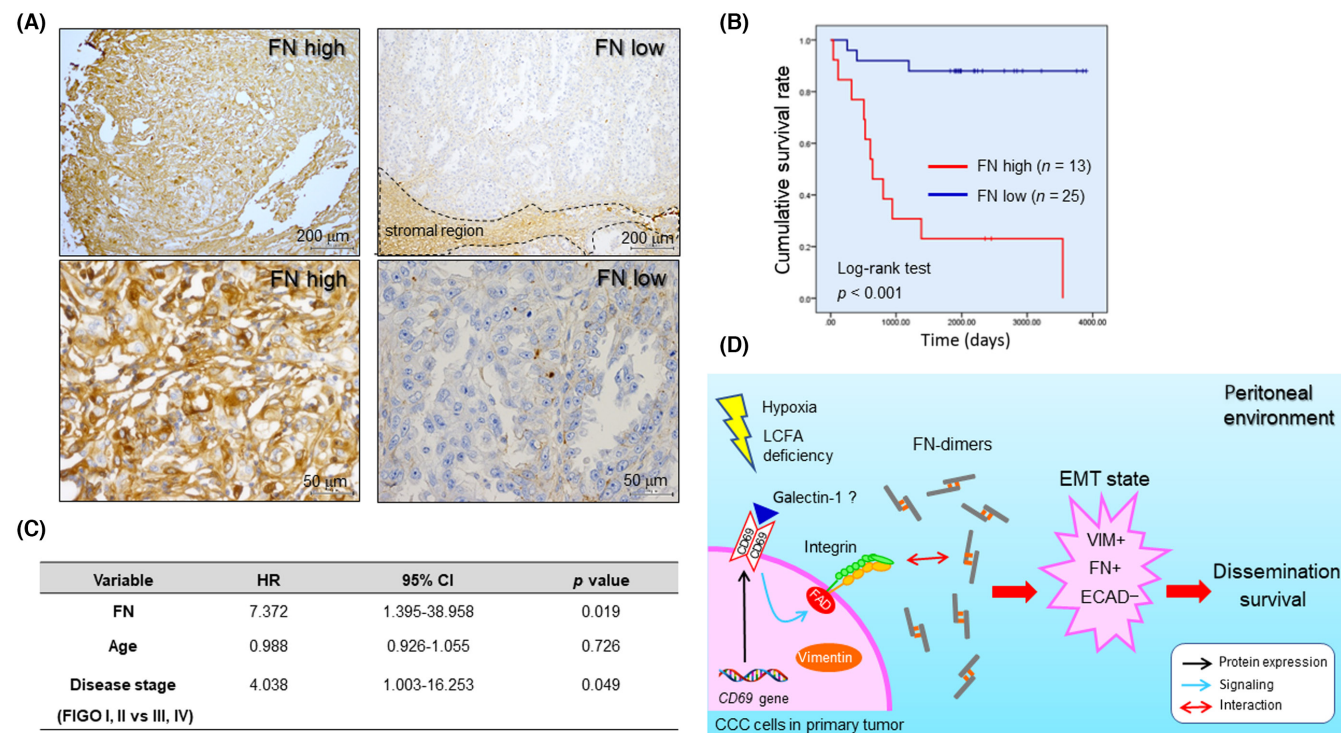 (A)
FN high
200 μm
FN low
stromal region
200 μm
FN high
50 μm
FN low
50 μm
(B)
Cumulative survival rate
1.0
0.8
0.6
0.4
0.2
0.0
FN high (n = 13)
FN low (n = 25)
Log-rank test
p < 0.001
.00 1000.00 2000.00 3000.00 4000.00
Time (days)
(C)
Variable HR 95% CI p value
FN 7.372 1.395-38.958 0.019
Age 0.988 0.926-1.055 0.726
Disease stage 4.038 1.003-16.253 0.049
(FIGO I, II vs III, IV)
(D)
Peritoneal
environment
Hypoxia
LCFA
deficiency
Galectin-1 ?
CD69
CD69
Integrin
FAD
Vimentin
CD69 gene
CCC cells in primary tumor
FN-dimers
EMT state
VIM+
FN+
ECAD−
Dissemination
survival
Protein expression
Signaling
Interaction